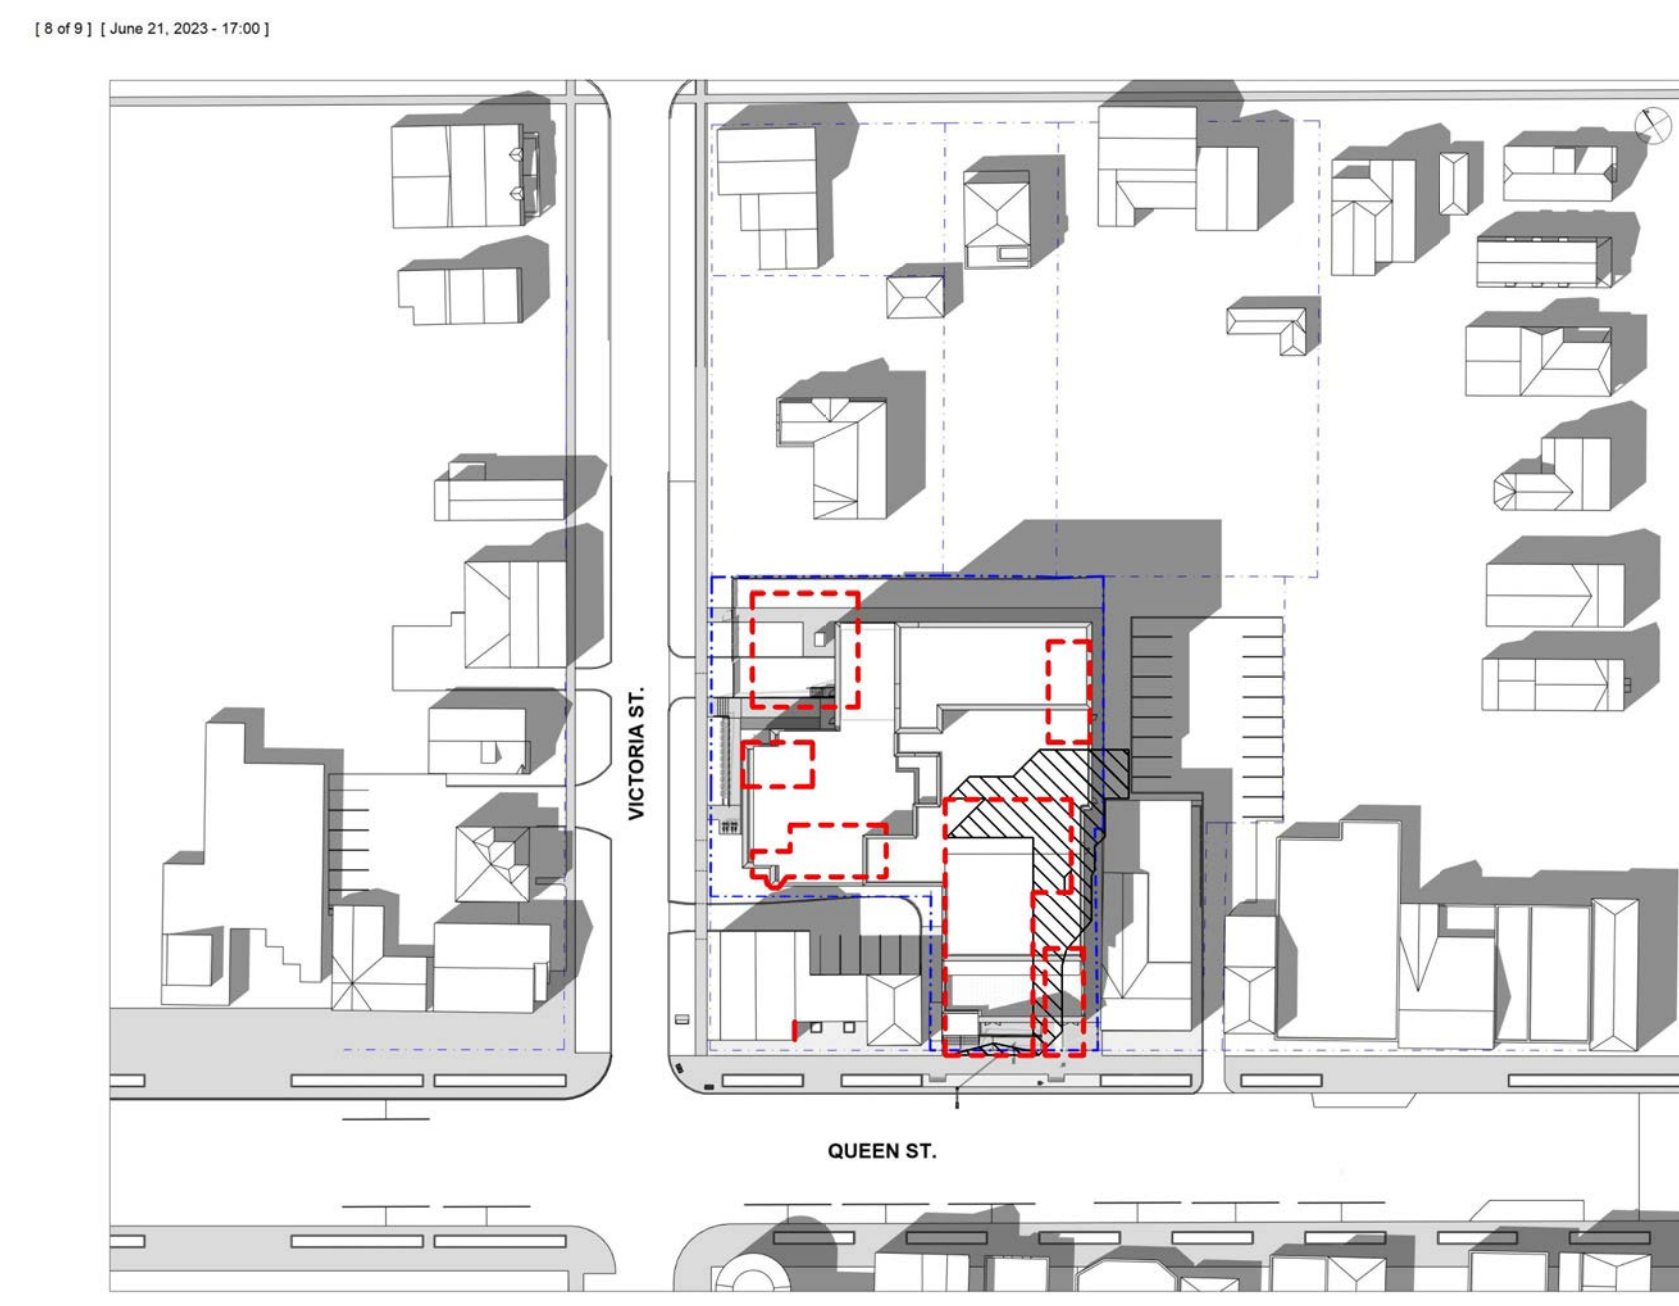 [ 8 of 9 ] [ June 21, 2023 - 17:00 ]
VICTORIA ST.
QUEEN ST.